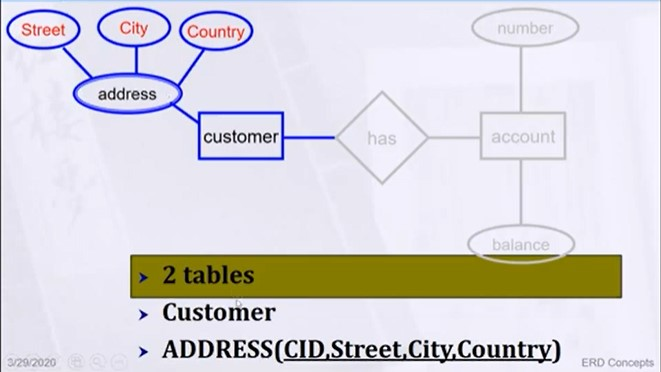 Street
City
Country
number
address
customer
has
account
balance
2 tables
Customer
ADDRESS(CID,Street,City,Country)
3/29/2020
ERD Concepts